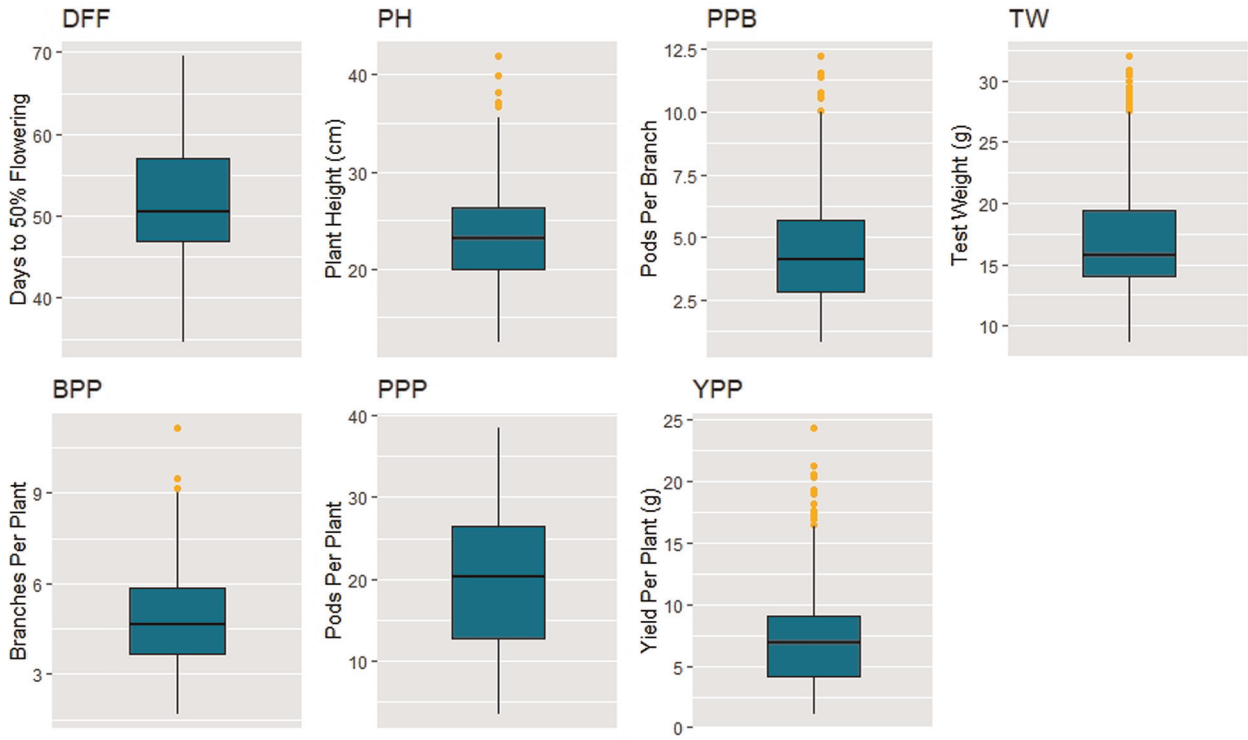 DFF
Days to 50% Flowering
70
60
50
40
PH
Plant Height (cm)
40
30
20
PPB
Pods Per Branch
12.5
10.0
7.5
5.0
2.5
TW
Test Weight (g)
30
25
20
15
10
BPP
Branches Per Plant
9
6
3
PPP
Pods Per Plant
40
30
20
10
YPP
Yield Per Plant (g)
25
20
15
10
5
0